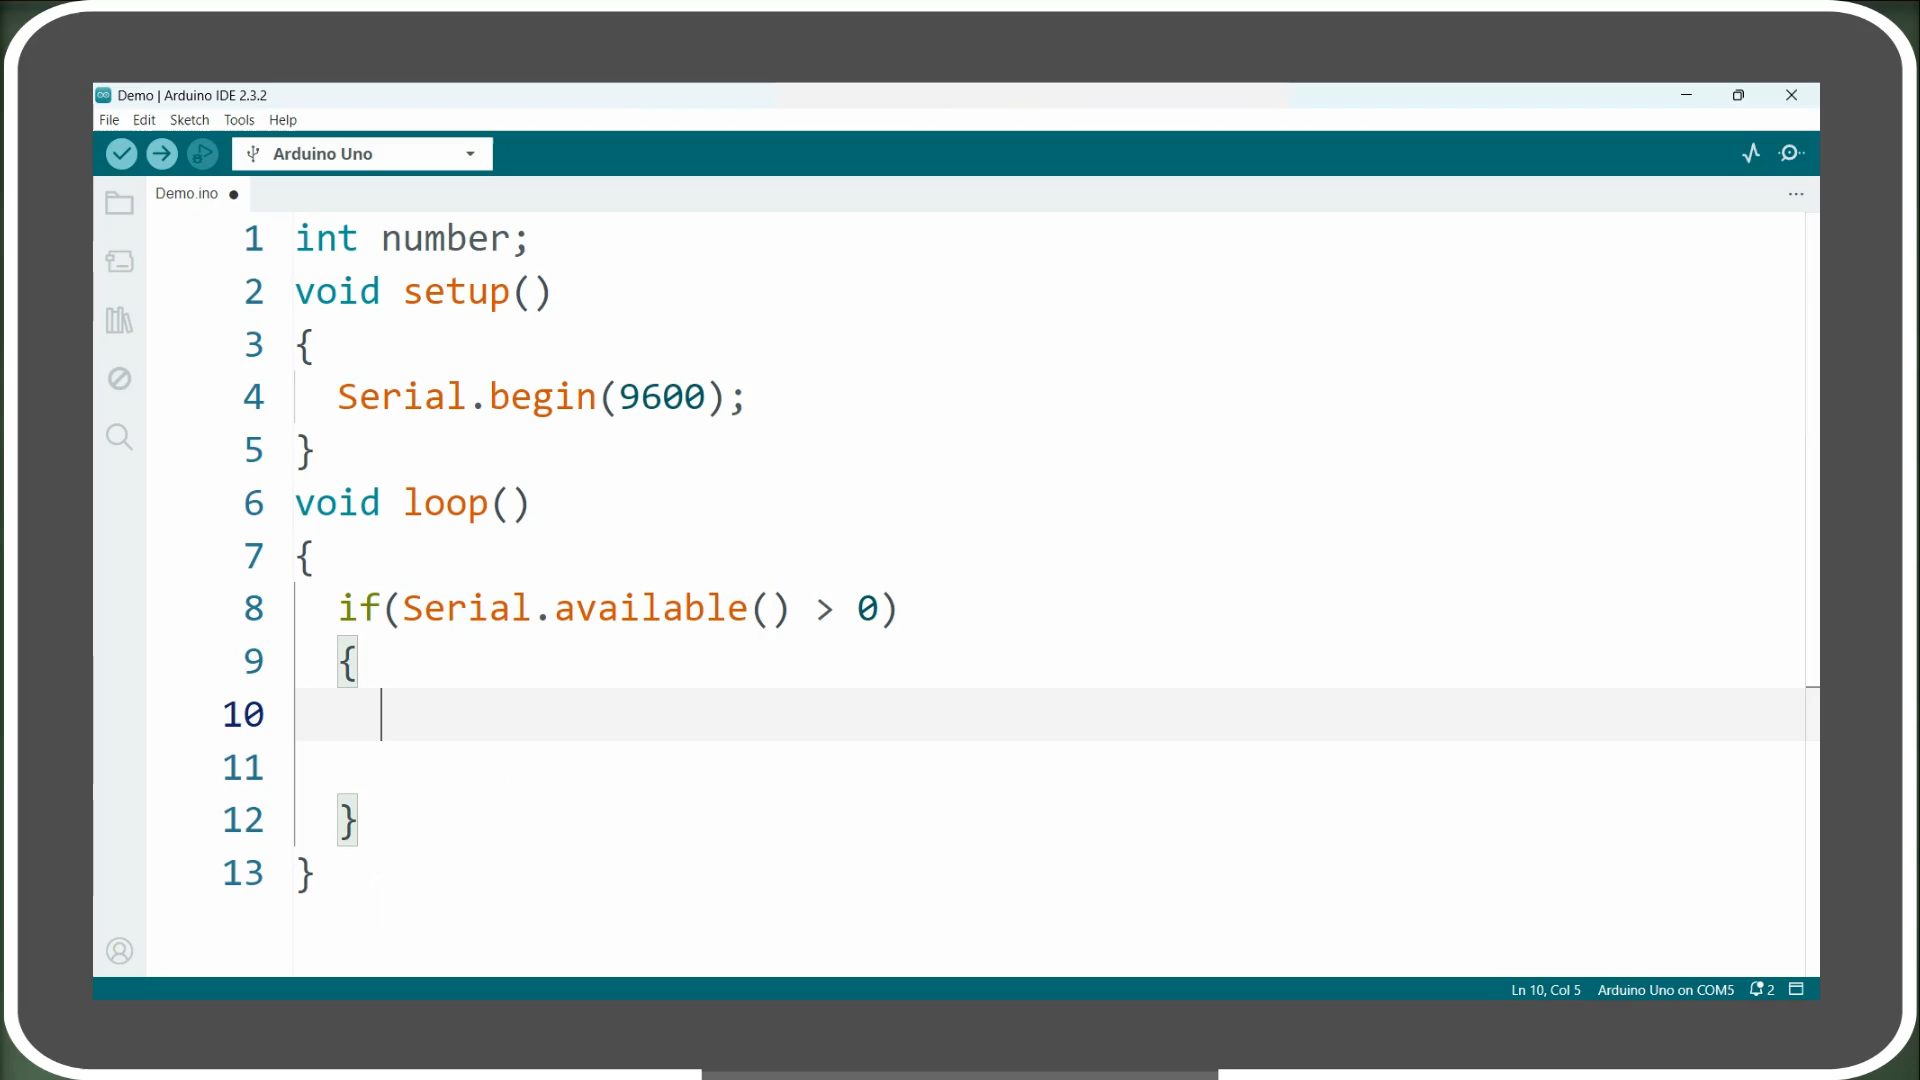 Demo | Arduino IDE 2.3.2
File Edit Sketch Tools Help
Arduino Uno
Demo.ino
1 int number;
2 void setup()
3 {
4 Serial.begin(9600);
5 }
6 void loop()
7 {
8 if(Serial.available() > 0)
9 {
10
11
12 }
13 }
Ln 10, Col 5 Arduino Uno on COM5 2